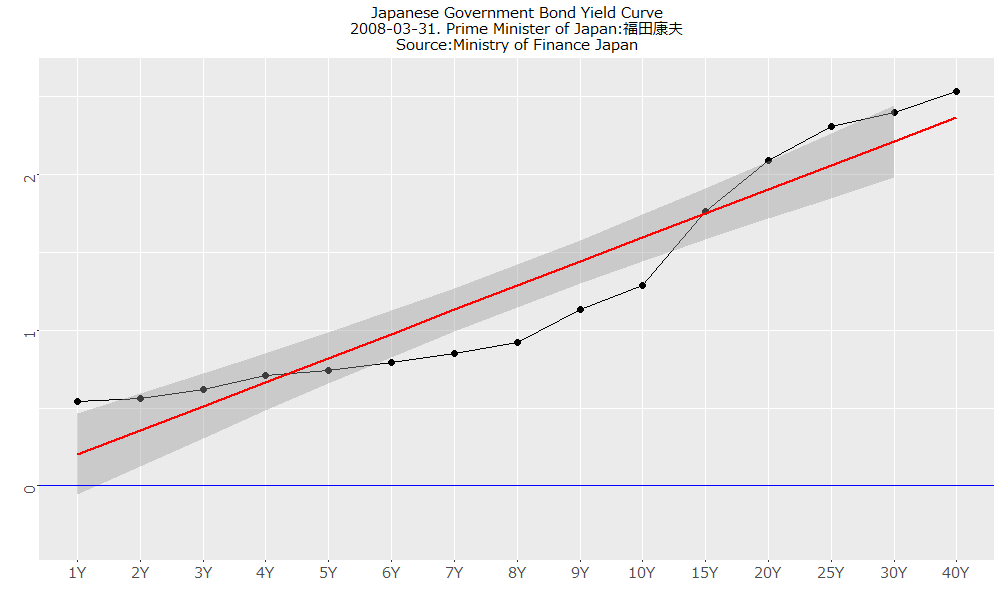 Japanese Government Bond Yield Curve
2008-03-31. Prime Minister of Japan:福田康夫
Source:Ministry of Finance Japan
2
1
0
1Y 2Y 3Y 4Y 5Y 6Y 7Y 8Y 9Y 10Y 15Y 20Y 25Y 30Y 40Y